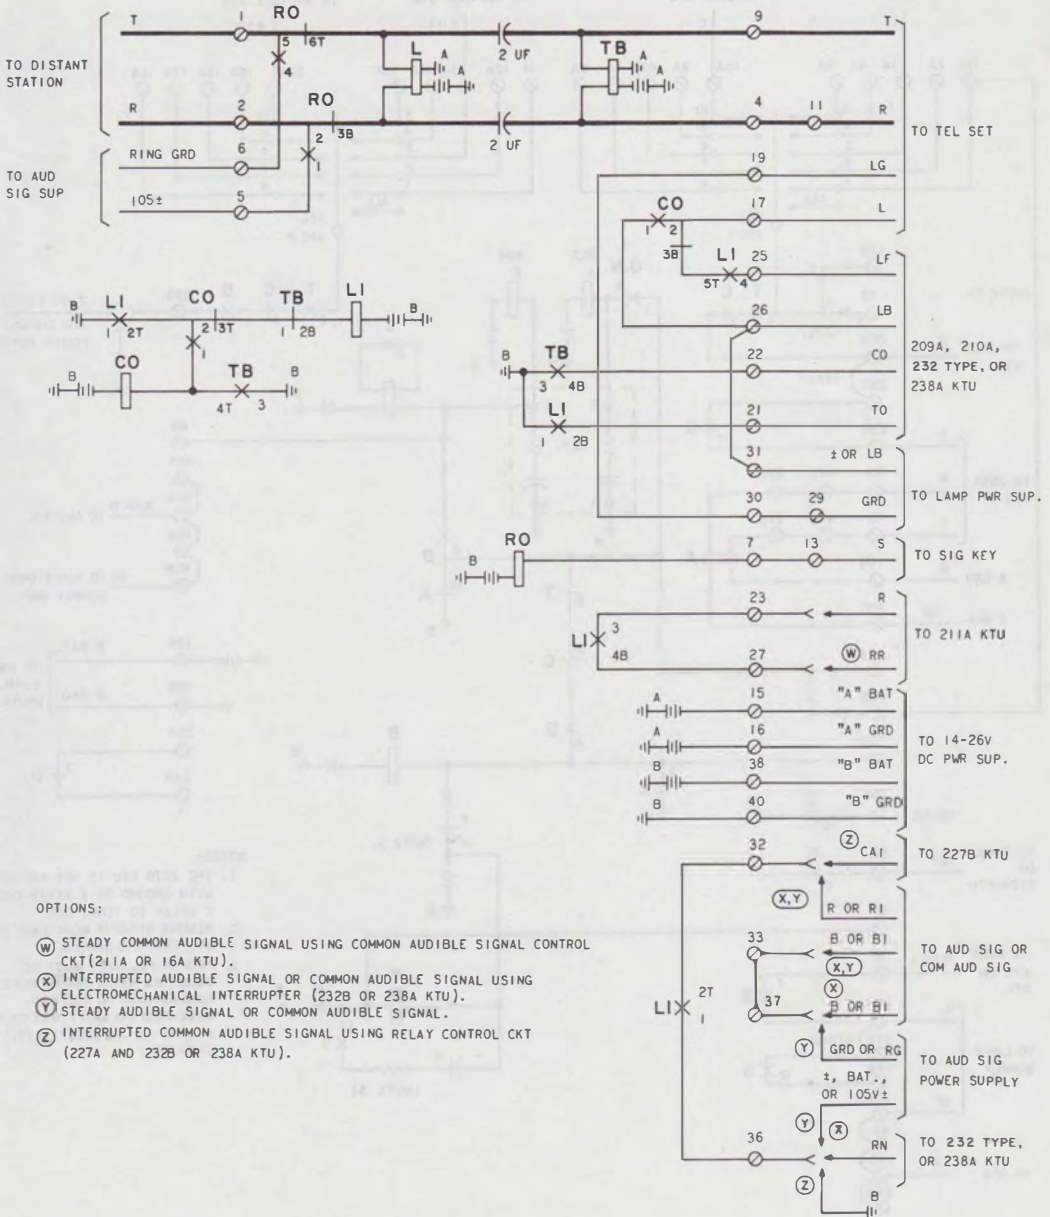 T 1 RO 9 T
5 6T
4
L A A
2 UF
TB A A
TO DISTANT
STATION
RO
R 2 3B 4 11 R
2
1
2 UF
TO TEL SET
RING GRD 6
TO AUD
SIG SUP
105± 5
19 LG
CO 17 L
1 2
3B
LI 25 LF
5T 4
26 LB
B LI CO TB LI B
1 2T 2 3T 1 2B
1
CO
B TB B
4T 3
TB 22 CO
B 3 4B
209A, 210A,
232 TYPE, OR
238A KTU
LI 21 TO
1 2B
31 ± OR LB
TO LAMP PWR SUP.
30 29 GRD
RO
B 7 13 S
TO SIG KEY
23 R
LI 3
4B
TO 211A KTU
27 W RR
A 15 "A" BAT
A 16 "A" GRD
TO 14-26V
DC PWR SUP.
B 38 "B" BAT
B 40 "B" GRD
32 Z CA1
TO 227B KTU
X,Y
R OR RI
33 B OR BI
TO AUD SIG OR
COM AUD SIG
X,Y
X
37 B OR BI
LI 2T
1
Y GRD OR RG
TO AUD SIG
POWER SUPPLY
±, BAT.,
OR 105V±
Y X
36 RN
TO 232 TYPE,
OR 238A KTU
Z
B
OPTIONS:
W STEADY COMMON AUDIBLE SIGNAL USING COMMON AUDIBLE SIGNAL CONTROL
CKT(211A OR 16A KTU).
X INTERRUPTED AUDIBLE SIGNAL OR COMMON AUDIBLE SIGNAL USING
ELECTROMECHANICAL INTERRUPTER (232B OR 238A KTU).
Y STEADY AUDIBLE SIGNAL OR COMMON AUDIBLE SIGNAL.
Z INTERRUPTED COMMON AUDIBLE SIGNAL USING RELAY CONTROL CKT
(227A AND 232B OR 238A KTU).